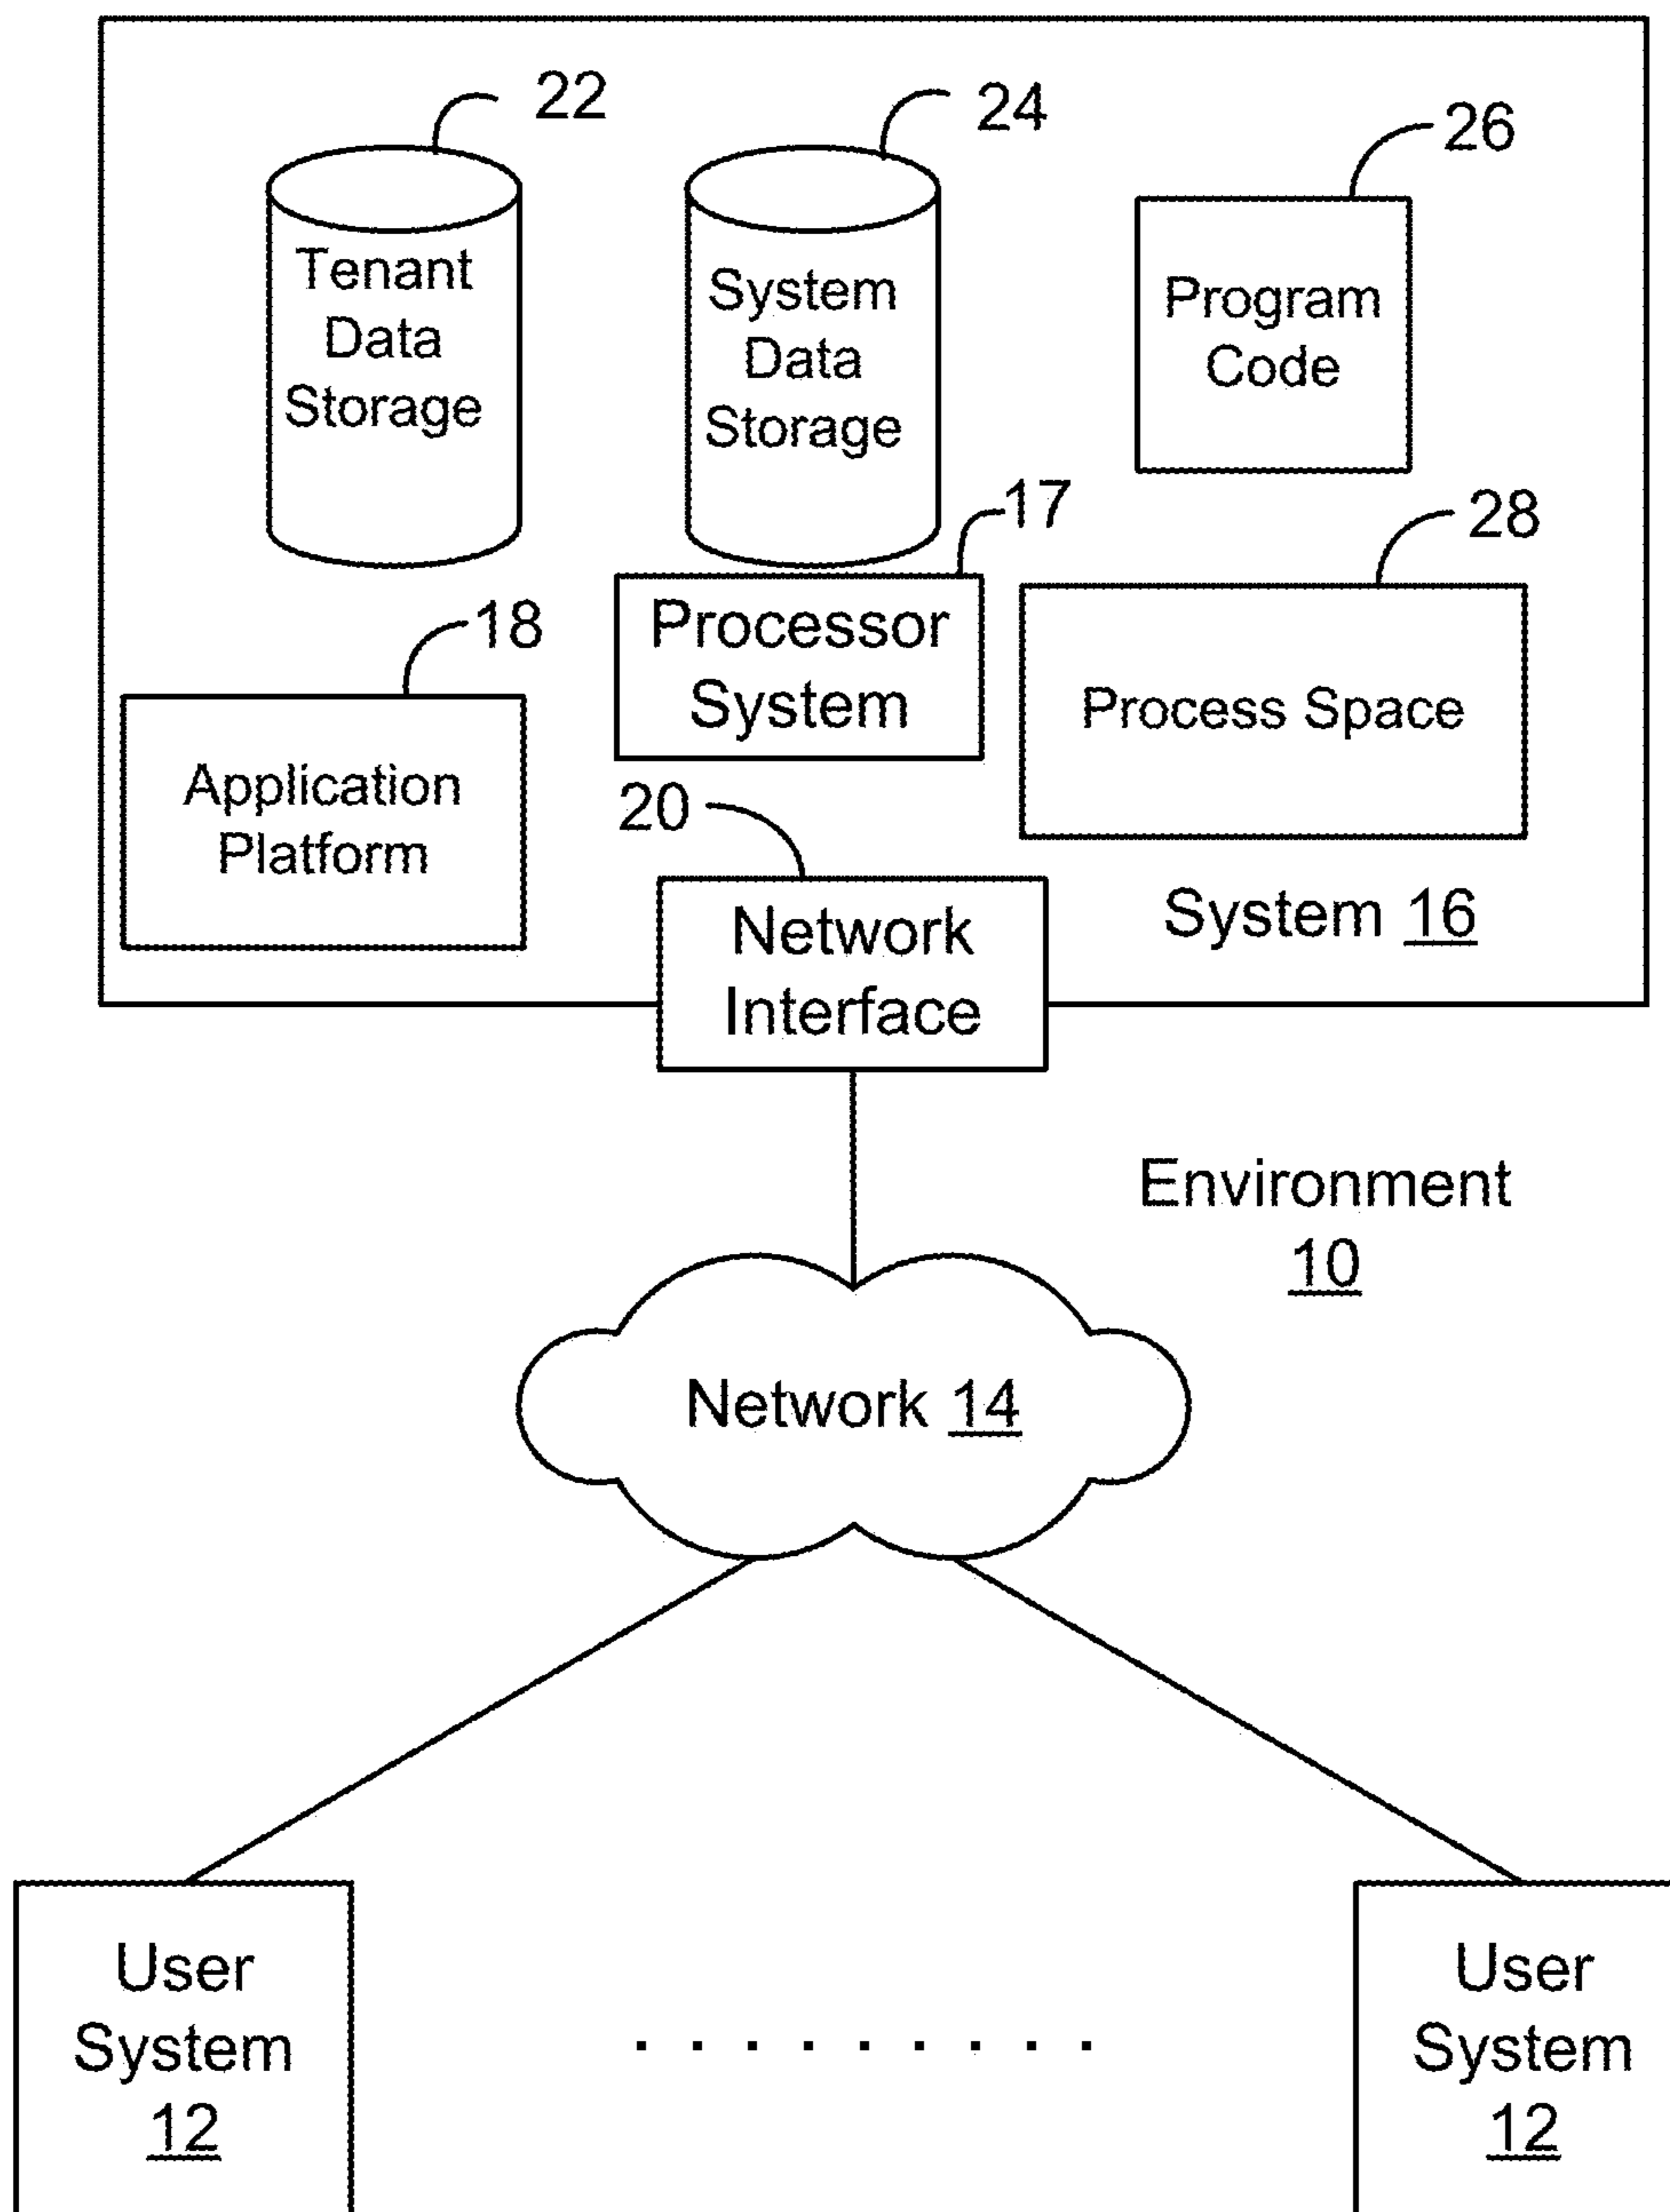 22
24
26
Tenant
Data
Storage
System
Data
Storage
Program
Code
17
28
18
Processor
System
Process Space
Application
Platform
20
Network
Interface
System 16
Environment
10
Network 14
User
System
12
. . . . . . . . .
User
System
12